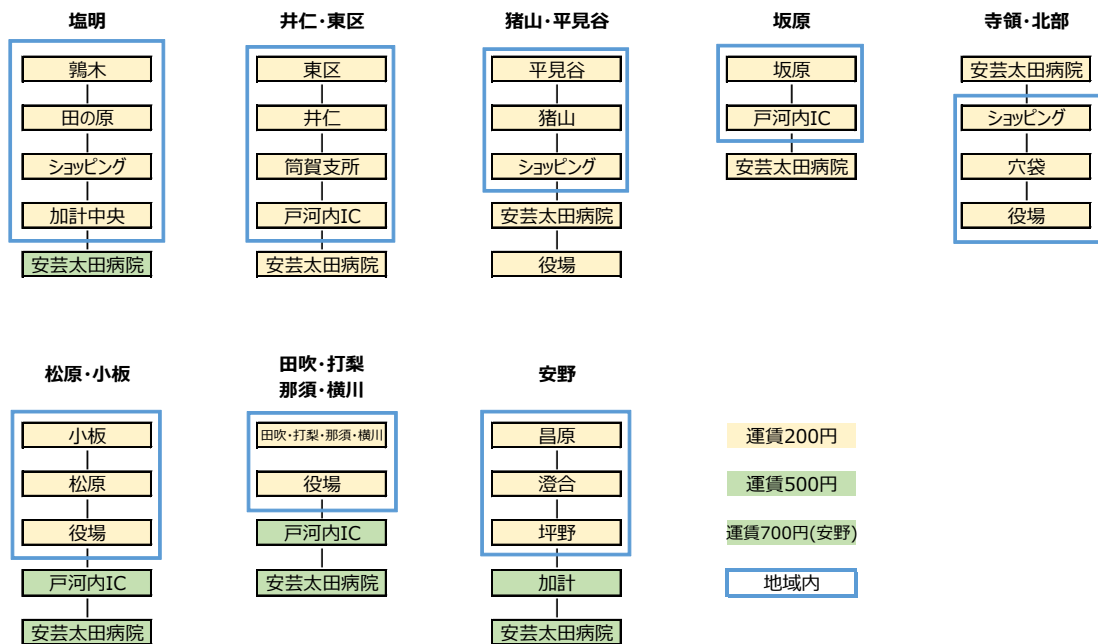 塩明
鶉木
田の原
ショッピング
加計中央
安芸太田病院
井仁・東区
東区
井仁
筒賀支所
戸河内IC
安芸太田病院
猪山・平見谷
平見谷
猪山
ショッピング
安芸太田病院
役場
坂原
坂原
戸河内IC
安芸太田病院
寺領・北部
安芸太田病院
ショッピング
穴袋
役場
松原・小板
小板
松原
役場
戸河内IC
安芸太田病院
田吹・打梨
那須・横川
田吹・打梨・那須・横川
役場
戸河内IC
安芸太田病院
安野
昌原
澄合
坪野
加計
安芸太田病院
運賃200円
運賃500円
運賃700円(安野)
地域内